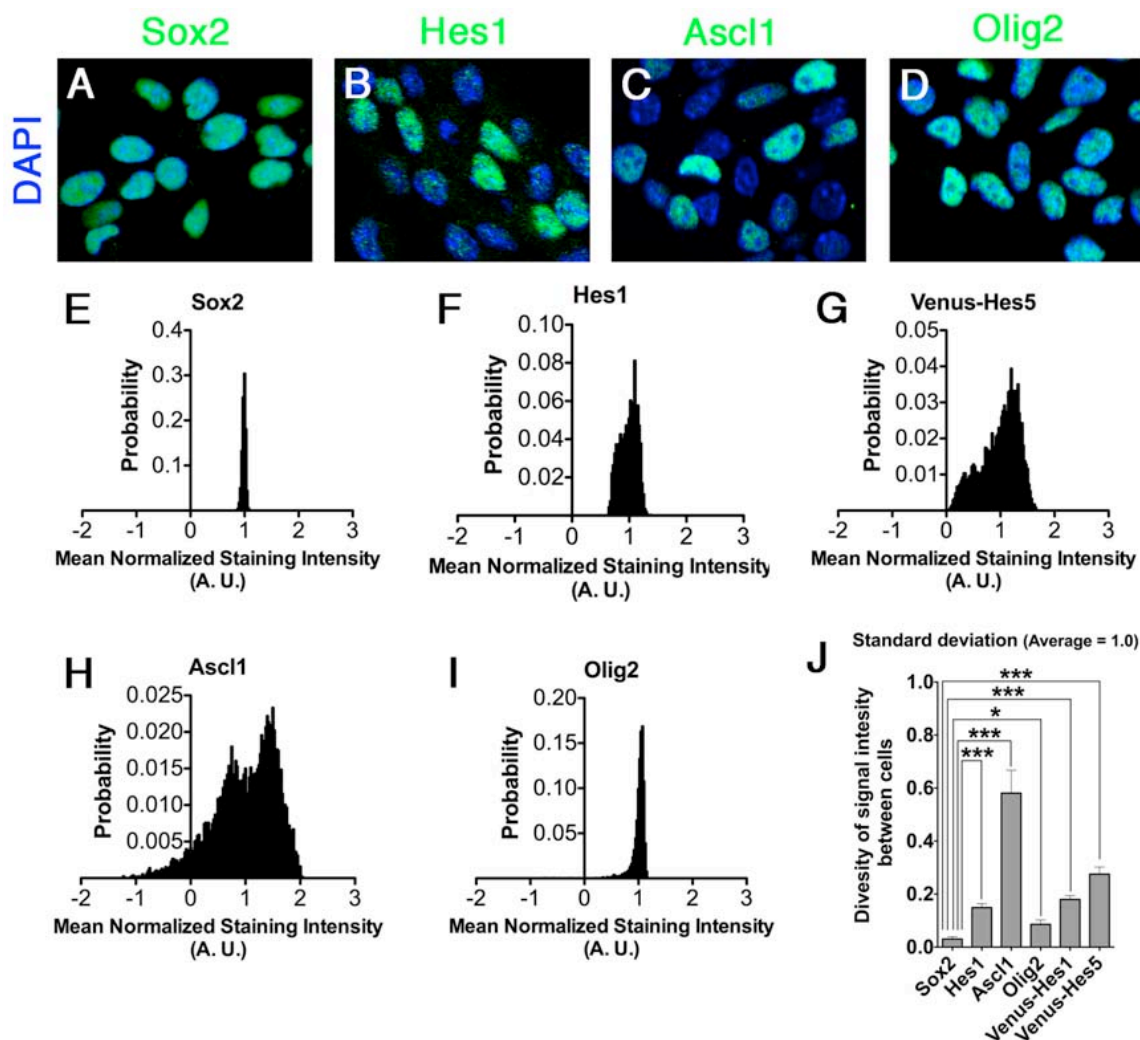 Sox2
Hes1
Ascl1
Olig2
DAPI
A
B
C
D
E
Sox2
0.4
0.3
0.2
0.1
Probability
-2 -1 0 1 2 3
Mean Normalized Staining Intensity
(A. U.)
F
Hes1
0.10
0.08
0.06
0.04
0.02
Probability
-2 -1 0 1 2 3
Mean Normalized Staining Intensity
(A. U.)
G
Venus-Hes5
0.05
0.04
0.03
0.02
0.01
Probability
-2 -1 0 1 2 3
Mean Normalized Staining Intensity
(A. U.)
H
Ascl1
0.025
0.020
0.015
0.010
0.005
Probability
-2 -1 0 1 2 3
Mean Normalized Staining Intensity
(A. U.)
I
Olig2
0.20
0.15
0.10
0.05
Probability
-2 -1 0 1 2 3
Mean Normalized Staining Intensity
(A. U.)
J
Standard deviation (Average = 1.0)
Divesity of signal intesity
between cells
1.0
0.8
0.6
0.4
0.2
0.0
***
***
*
***
***
Sox2
Hes1
Ascl1
Olig2
Venus-Hes1
Venus-Hes5